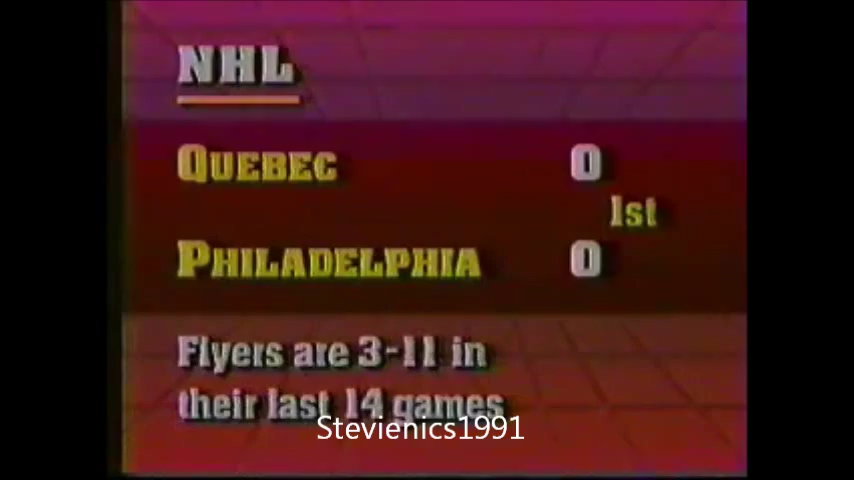 NHL
QUEBEC 0
1st
PHILADELPHIA 0
Flyers are 3-11 in
their last 14 games
Stevienics1991